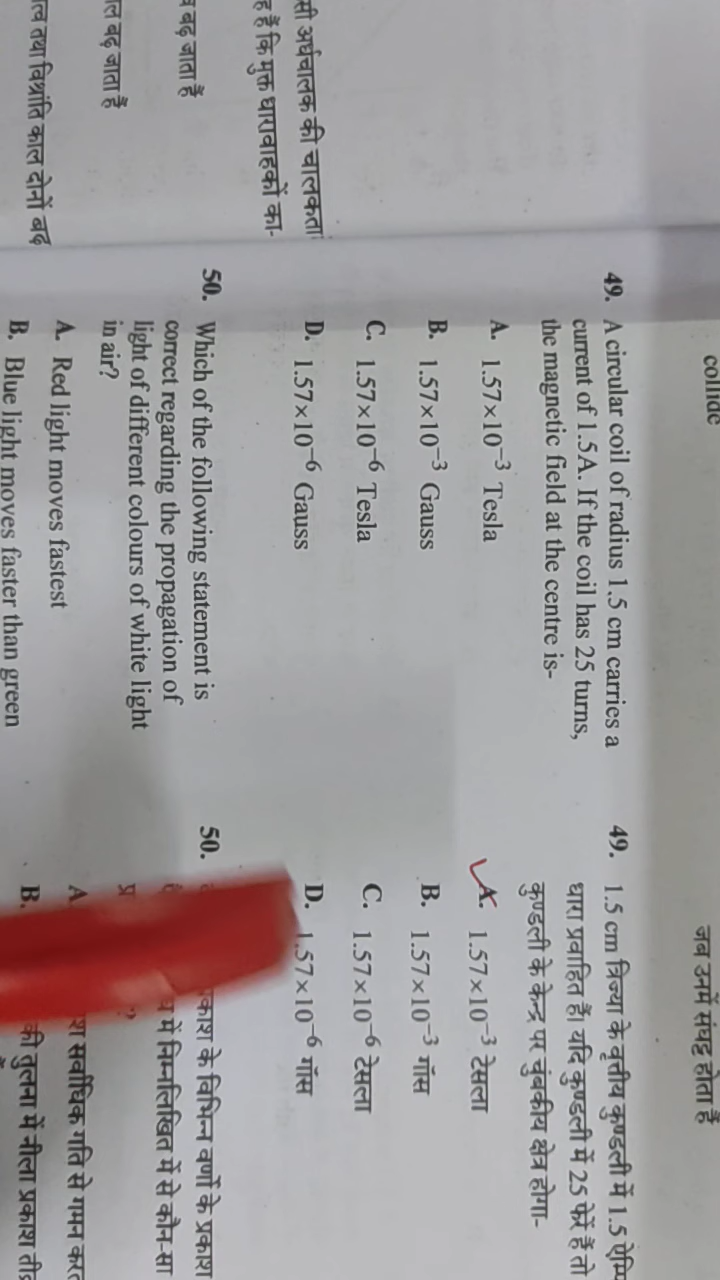 सी अर्धचालक की चालकता
है कि मुक्त धारावाहकों का-
बढ़ जाता है
बढ़ जाता है
तथा विश्रांति काल दोनों बढ़
collide
49. A circular coil of radius 1.5 cm carries a
current of 1.5A. If the coil has 25 turns,
the magnetic field at the centre is-
A. 1.57×10⁻³ Tesla
B. 1.57×10⁻³ Gauss
C. 1.57×10⁻⁶ Tesla
D. 1.57×10⁻⁶ Gauss
50. Which of the following statement is
correct regarding the propagation of
light of different colours of white light
in air?
A. Red light moves fastest
B. Blue light moves faster than green
जब उनमें संघट्ट होता है
49. 1.5 cm त्रिज्या के वृत्तीय कुण्डली में 1.5 ऐम्पि
धारा प्रवाहित है। यदि कुण्डली में 25 फेरें हैं तो
कुण्डली के केन्द्र पर चुंबकीय क्षेत्र होगा-
A. 1.57×10⁻³ टेसला
B. 1.57×10⁻³ गॉस
C. 1.57×10⁻⁶ टेसला
D. 1.57×10⁻⁶ गॉस
50. काश के विभिन्न वर्णों के प्रकाश
में निम्नलिखित में से कौन-सा
?
A सर्वाधिक गति से गमन करत
B. की तुलना में नीला प्रकाश